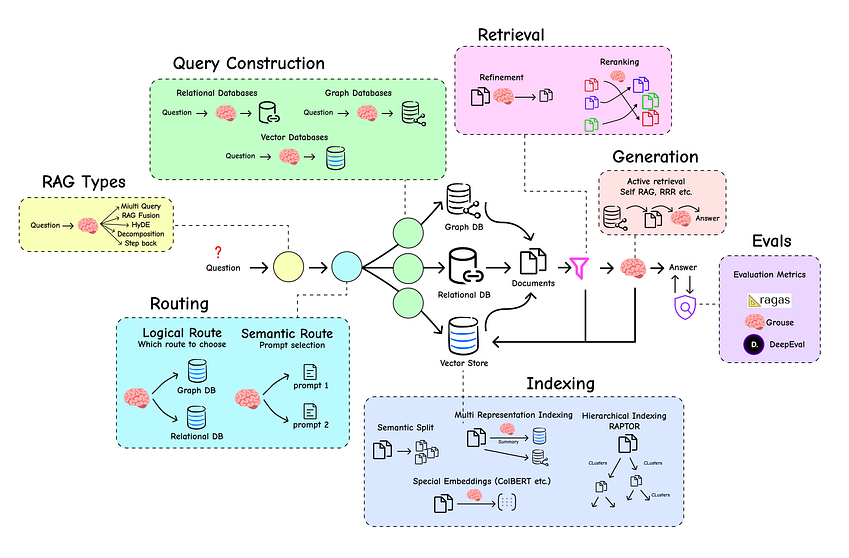 Retrieval
Refinement
Reranking
Query Construction
Relational Databases
Question
Graph Databases
Question
Vector Databases
Question
Generation
Active retrieval
Self RAG, RRR etc.
Answer
RAG Types
Question
Miulti Query
RAG Fusion
HyDE
Decomposition
Step back
?
Question
Graph DB
Relational DB
Vector Store
Documents
Answer
Evals
Evaluation Metrics
ragas
Grouse
D.
DeepEval
Routing
Logical Route
Which route to choose
Graph DB
Relational DB
Semantic Route
Prompt selection
prompt 1
prompt 2
Indexing
Semantic Split
Multi Representation Indexing
Summary
Hierarchical Indexing
RAPTOR
CLusters
CLusters
CLusters
Special Embeddings (ColBERT etc.)